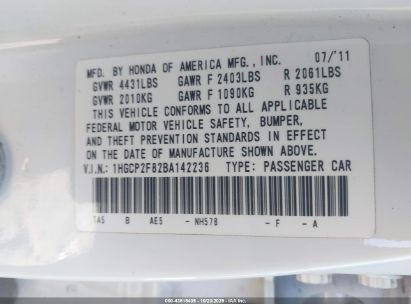 MFD. BY HONDA OF AMERICA MFG., INC. 07/'11
GVWR 4431LBS GAWR F 2403LBS R 2061LBS
GVWR 2010KG GAWR F 1090KG R 935KG
THIS VEHICLE CONFORMS TO ALL APPLICABLE
FEDERAL MOTOR VEHICLE SAFETY, BUMPER,
AND THEFT PREVENTION STANDARDS IN EFFECT
ON THE DATE OF MANUFACTURE SHOWN ABOVE.
V.I.N.: 1HGCP2F82BA142236 TYPE: PASSENGER CAR
TA5 B AE5 - NH578 - F - A